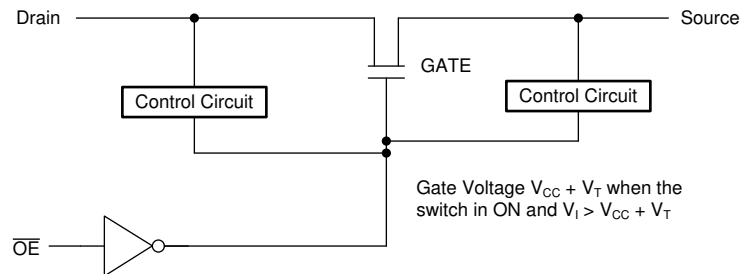 Drain
Source
GATE
Control Circuit
Control Circuit
Gate Voltage V_CC + V_T when the
switch in ON and V_I > V_CC + V_T
O̅E̅